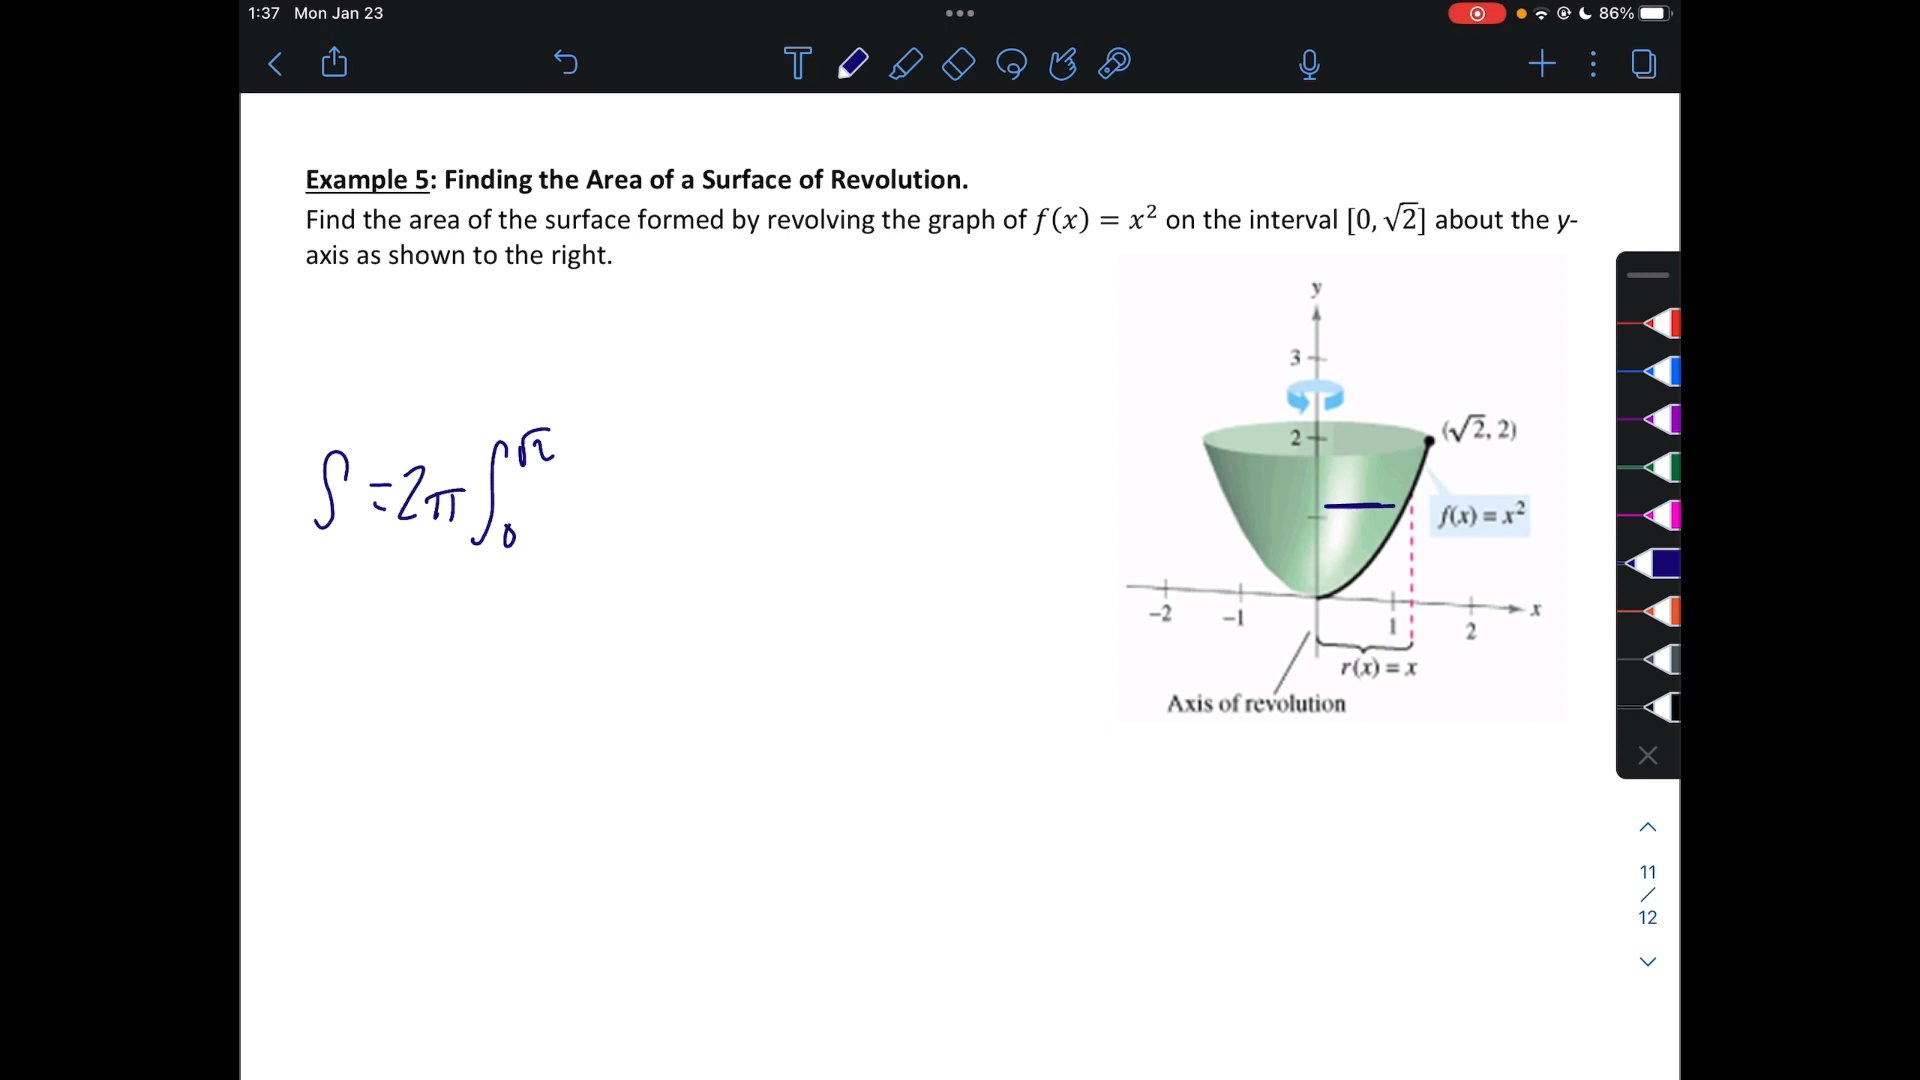 1:37 Mon Jan 23
86%
Example 5: Finding the Area of a Surface of Revolution.
Find the area of the surface formed by revolving the graph of f(x) = x² on the interval [0, √2] about the y-
axis as shown to the right.
y
3
2
(√2, 2)
f(x) = x²
S = 2π ∫₀^√2
-2
-1
1
2
x
r(x) = x
Axis of revolution
11
/
12